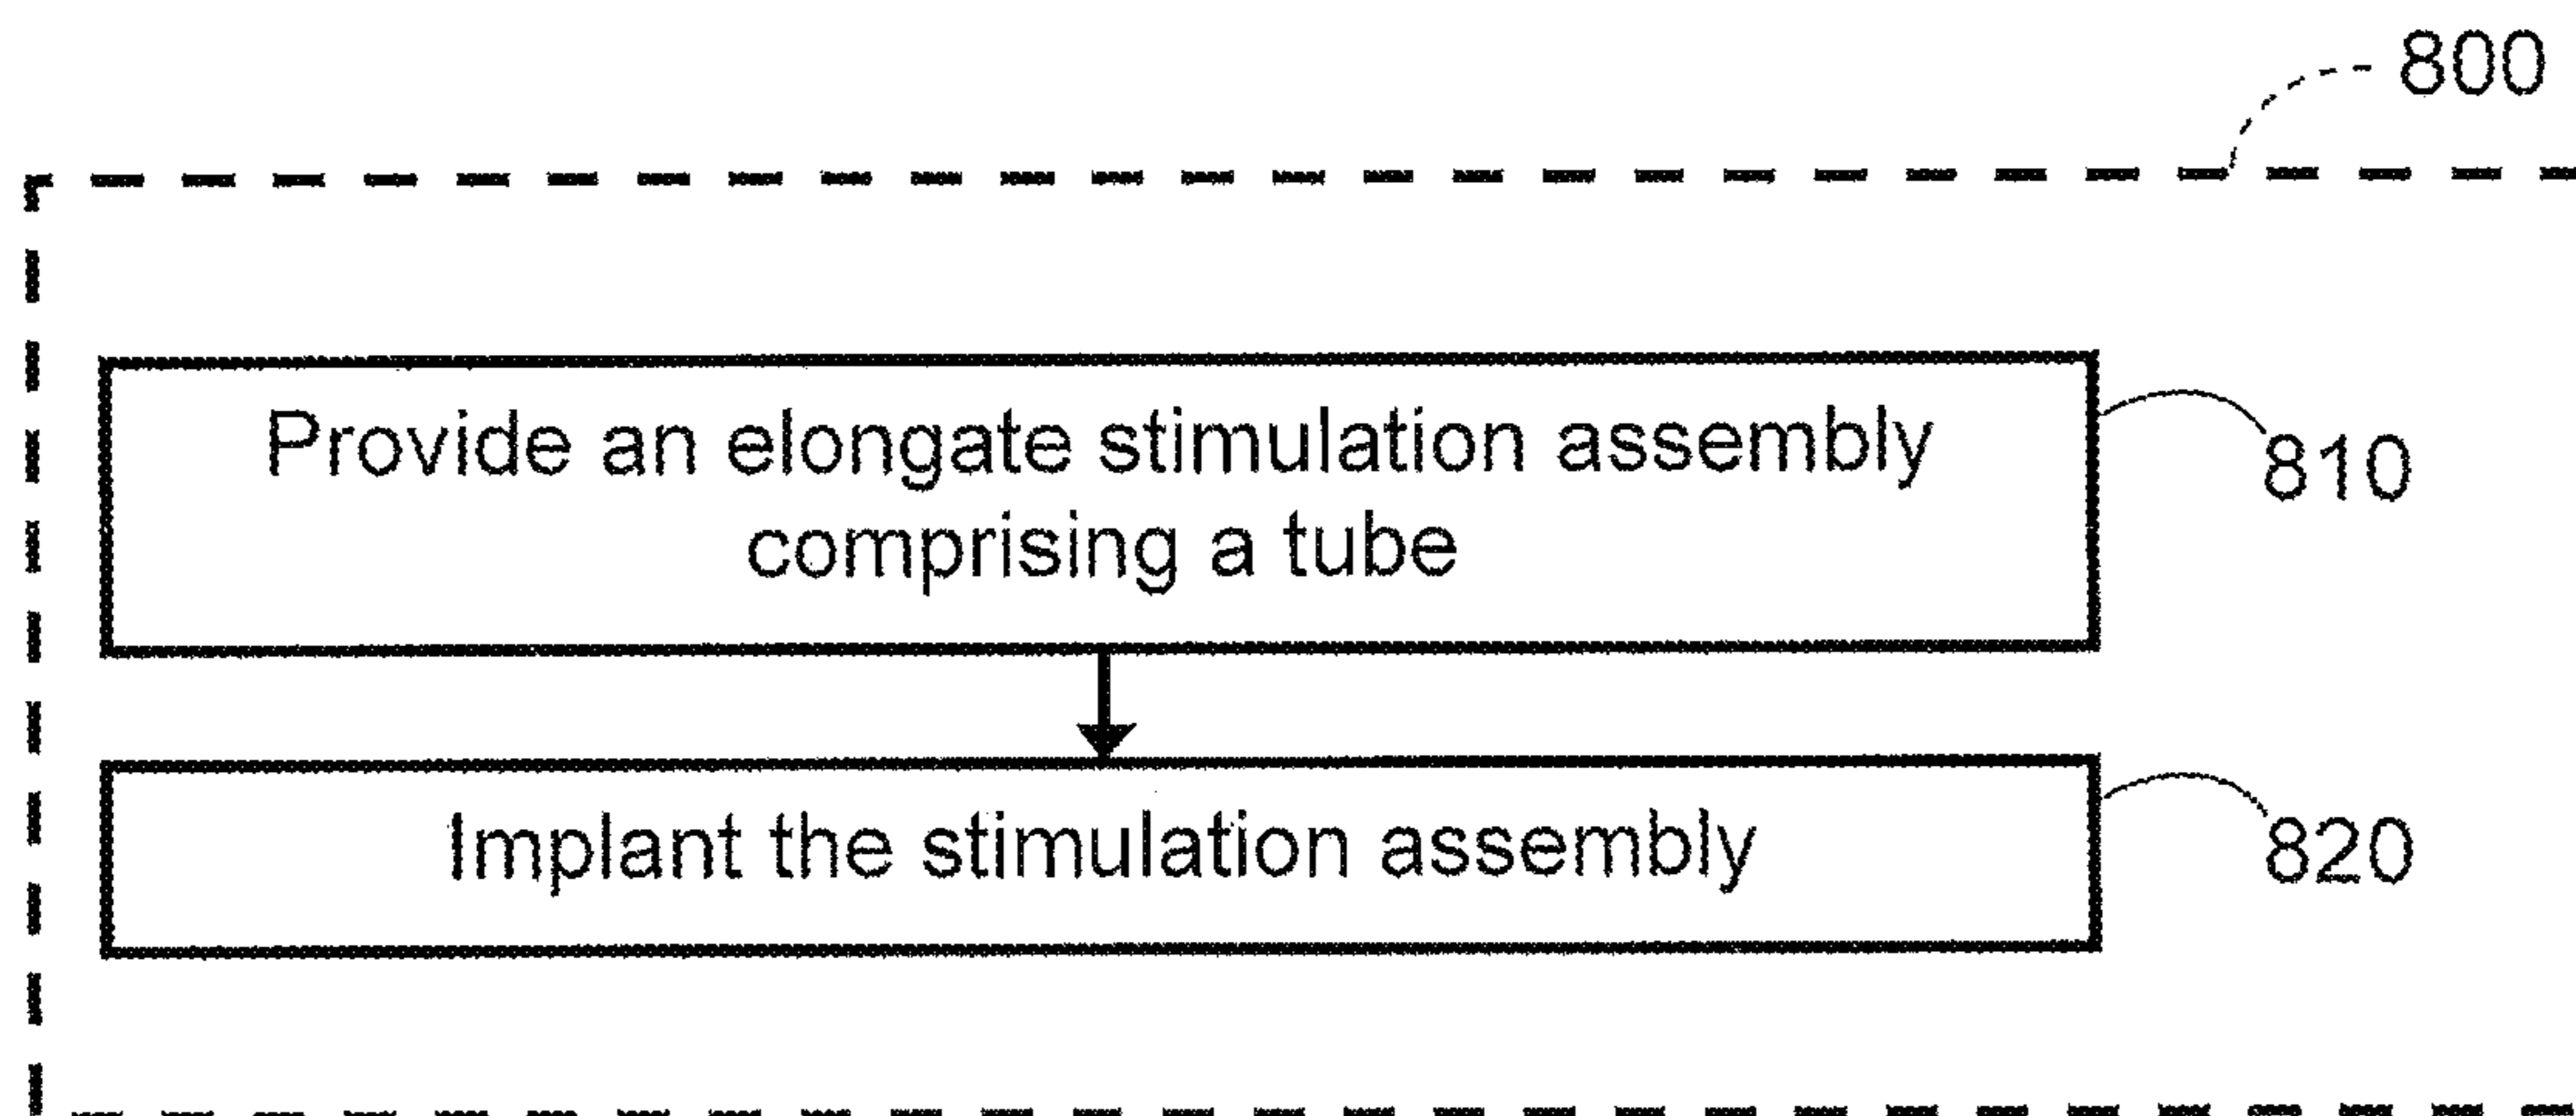 800
Provide an elongate stimulation assembly
comprising a tube
810
Implant the stimulation assembly
820